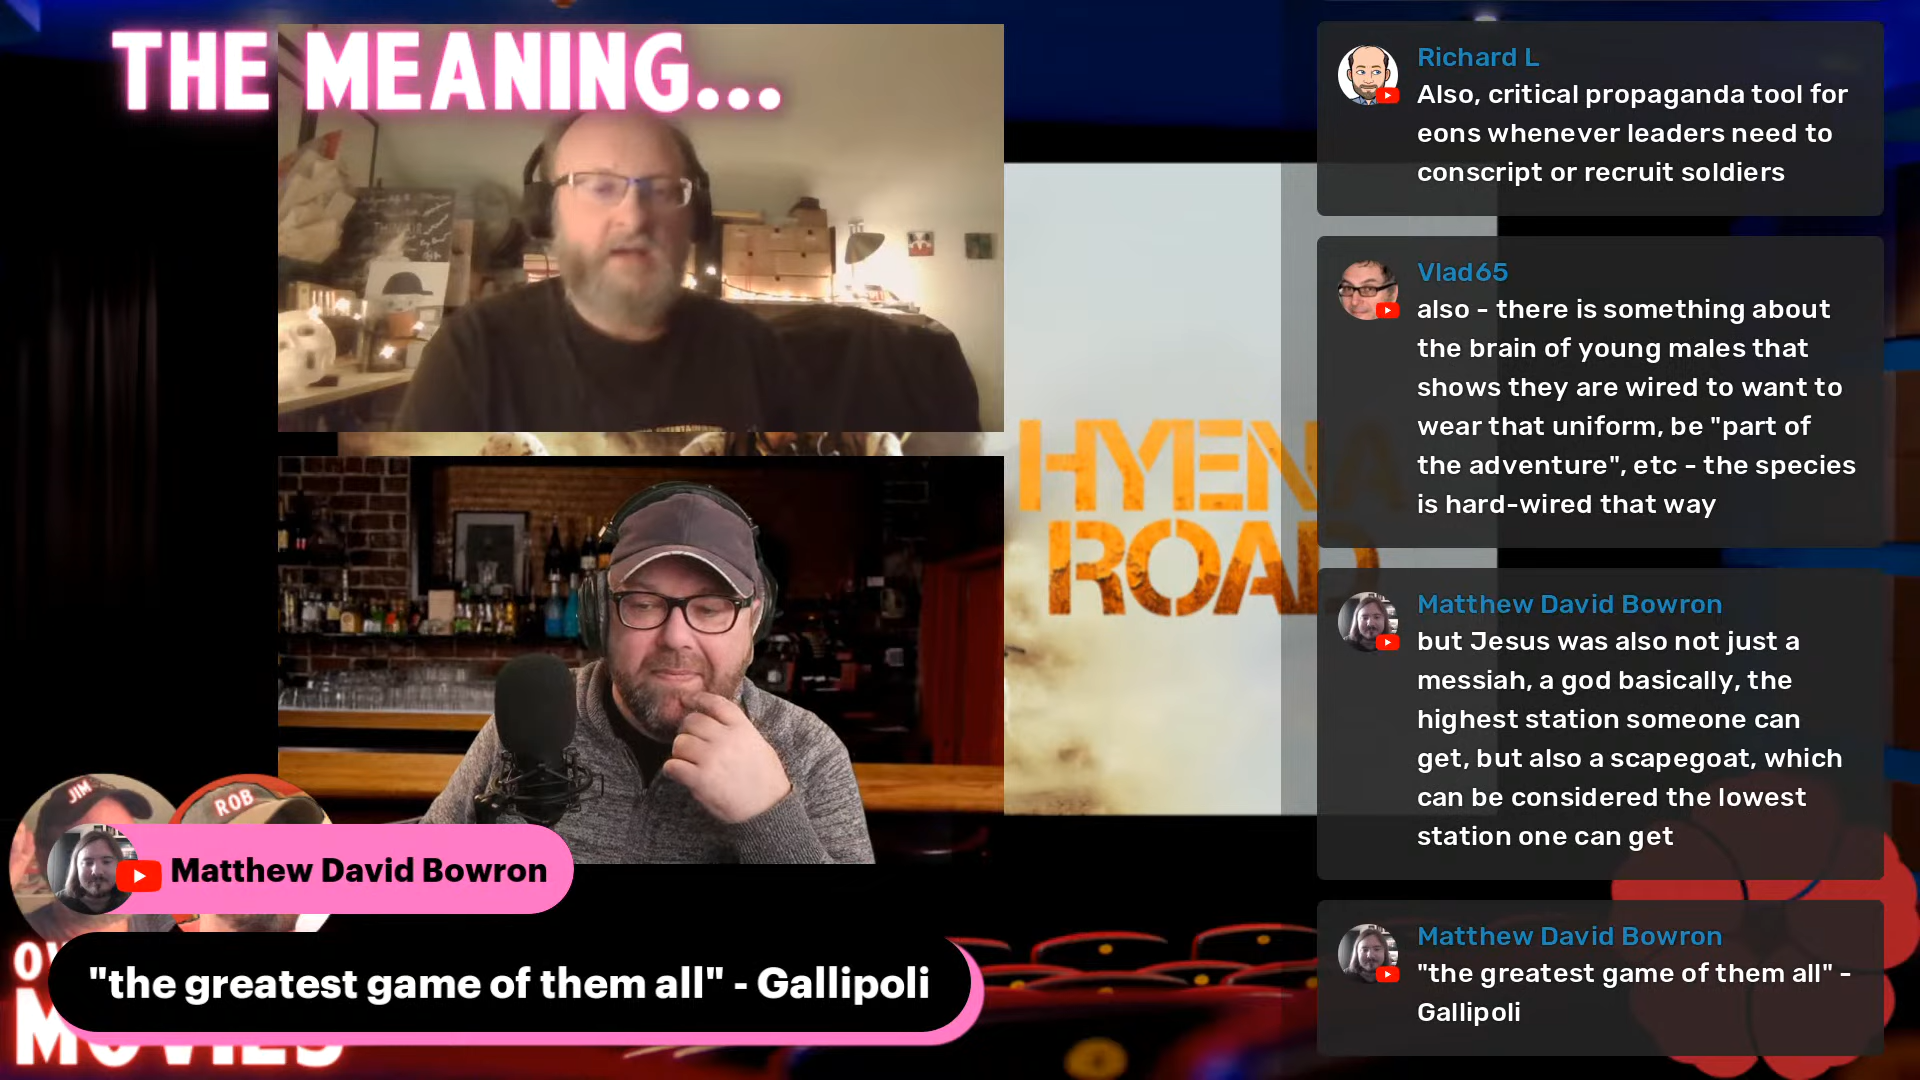 THE MEANING...
HYENA
ROAD
JIM
ROB
Matthew David Bowron
"the greatest game of them all" - Gallipoli
MOVIES
Richard L
Also, critical propaganda tool for
eons whenever leaders need to
conscript or recruit soldiers
Vlad65
also - there is something about
the brain of young males that
shows they are wired to want to
wear that uniform, be "part of
the adventure", etc - the species
is hard-wired that way
Matthew David Bowron
but Jesus was also not just a
messiah, a god basically, the
highest station someone can
get, but also a scapegoat, which
can be considered the lowest
station one can get
Matthew David Bowron
"the greatest game of them all" -
Gallipoli